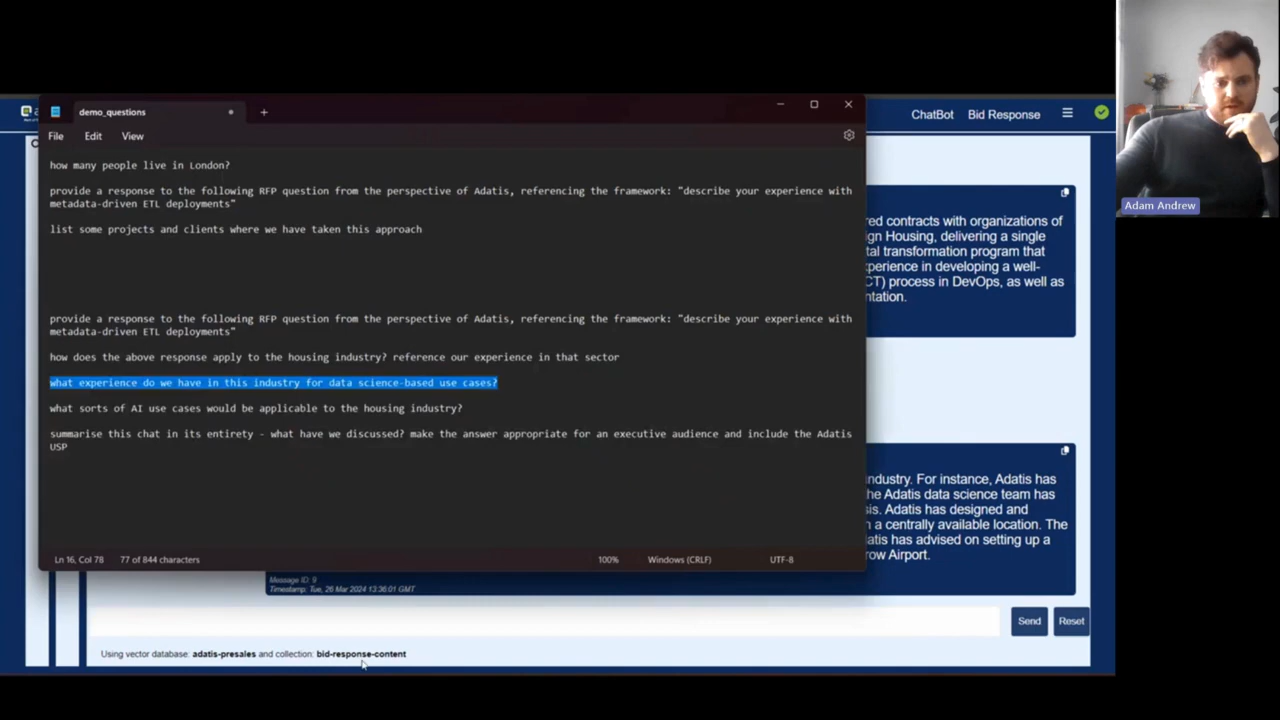 demo_questions
File Edit View
ChatBot Bid Response
how many people live in London?
provide a response to the following RFP question from the perspective of Adatis, referencing the framework: "describe your experience with
metadata-driven ETL deployments"
list some projects and clients where we have taken this approach
provide a response to the following RFP question from the perspective of Adatis, referencing the framework: "describe your experience with
metadata-driven ETL deployments"
how does the above response apply to the housing industry? reference our experience in that sector
what experience do we have in this industry for data science-based use cases?
what sorts of AI use cases would be applicable to the housing industry?
summarise this chat in its entirety - what have we discussed? make the answer appropriate for an executive audience and include the Adatis
USP
Ln 16, Col 78 77 of 844 characters 100% Windows (CRLF) UTF-8
red contracts with organizations of
ign Housing, delivering a single
tal transformation program that
xperience in developing a well-
CT) process in DevOps, as well as
ntation.
industry. For instance, Adatis has
the Adatis data science team has
sis. Adatis has designed and
n a centrally available location. The
datis has advised on setting up a
row Airport.
Message ID: 9
Timestamp: Tue, 26 Mar 2024 13:36:01 GMT
Send Reset
Using vector database: adatis-presales and collection: bid-response-content
Adam Andrew